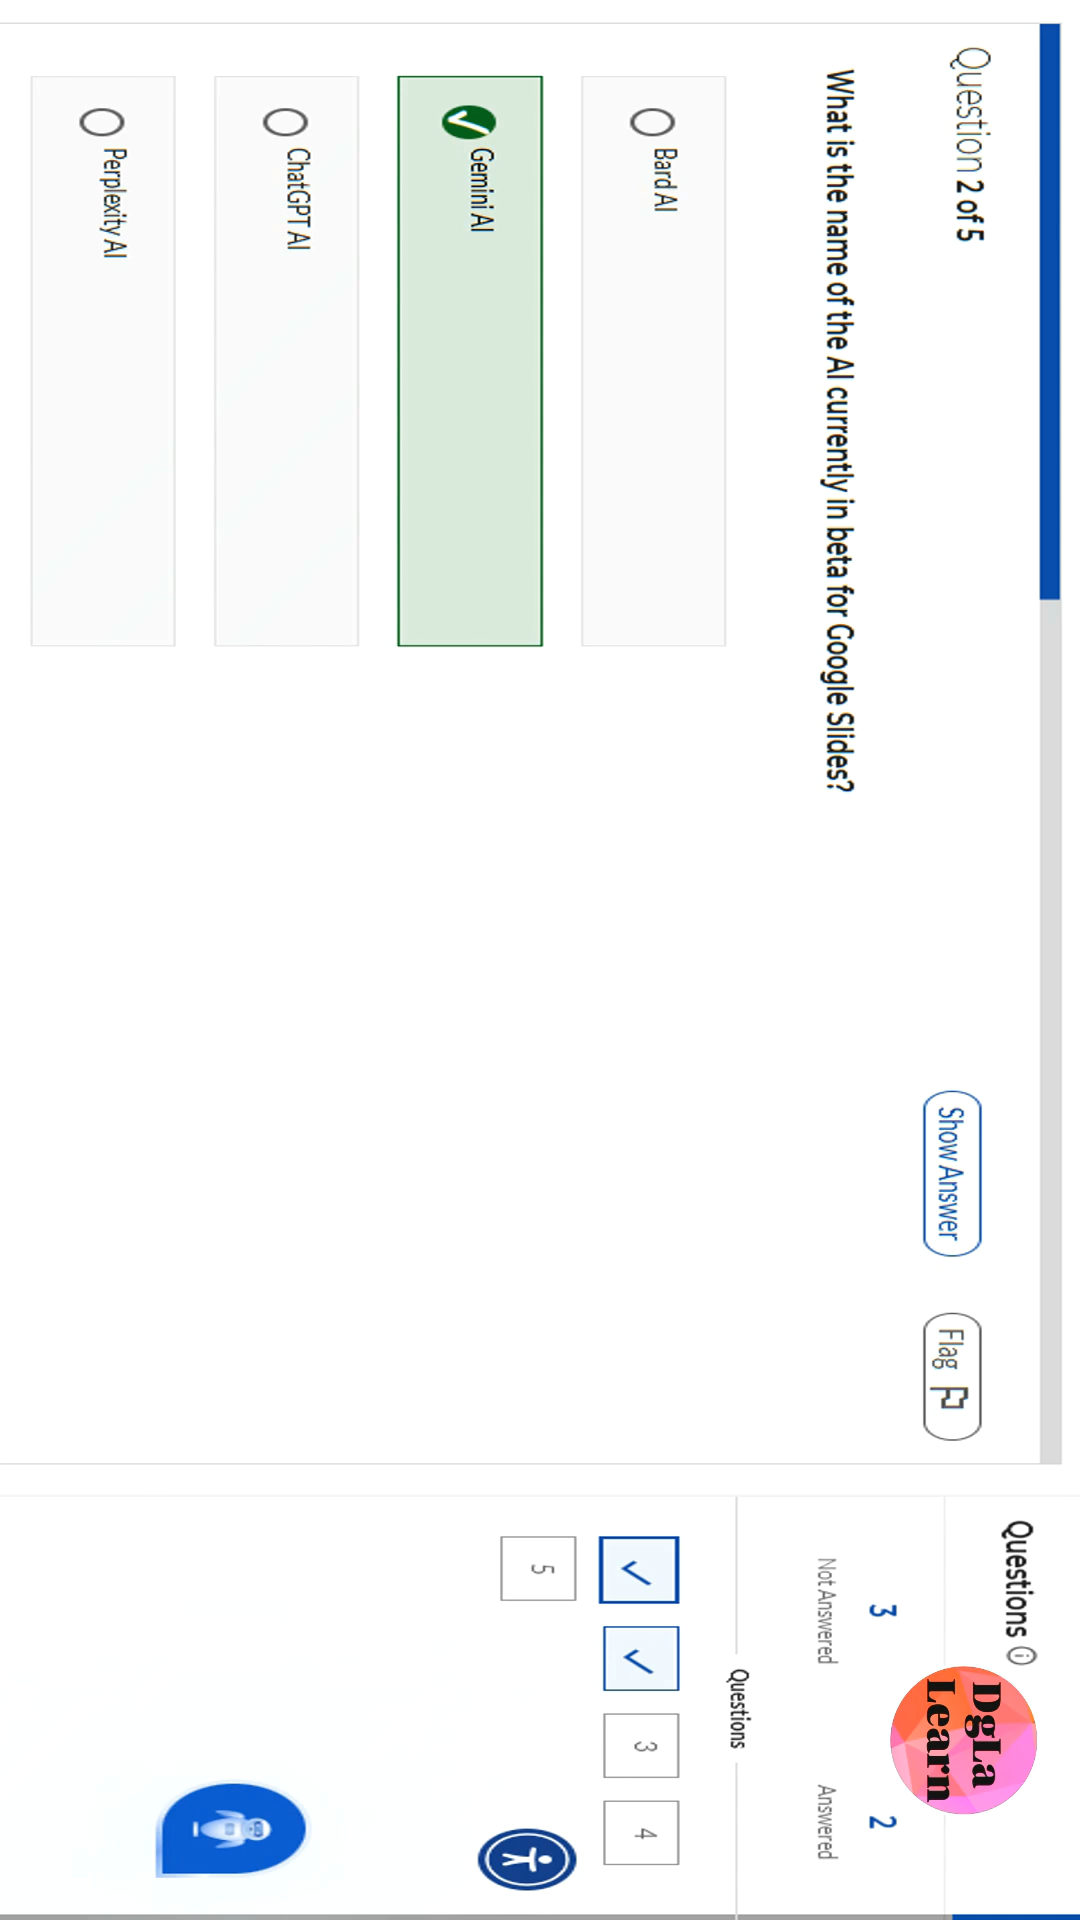 Question 2 of 5
Show Answer
Flag
What is the name of the AI currently in beta for Google Slides?
Bard AI
Gemini AI
ChatGPT AI
Perplexity AI
Questions
3
2
Not Answered
Answered
Questions
3
4
5
DgLa
Learn